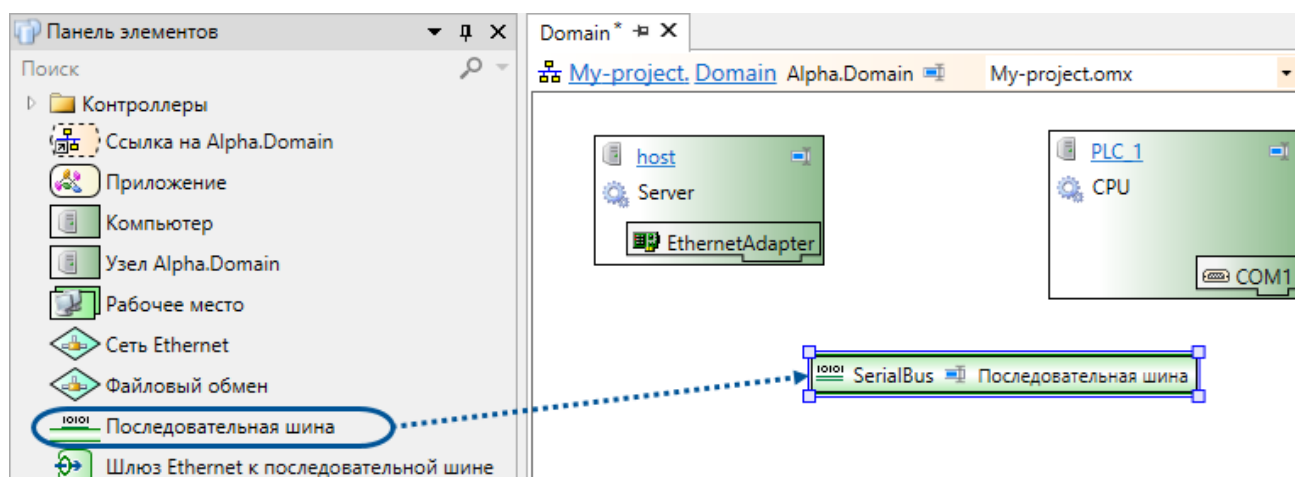 Панель элементов
Поиск
Контроллеры
Ссылка на Alpha.Domain
Приложение
Компьютер
Узел Alpha.Domain
Рабочее место
Сеть Ethernet
Файловый обмен
10101 Последовательная шина
Шлюз Ethernet к последовательной шине
Domain*
My-project. Domain Alpha.Domain My-project.omx
host
Server
EthernetAdapter
PLC_1
CPU
COM1
10101 SerialBus Последовательная шина